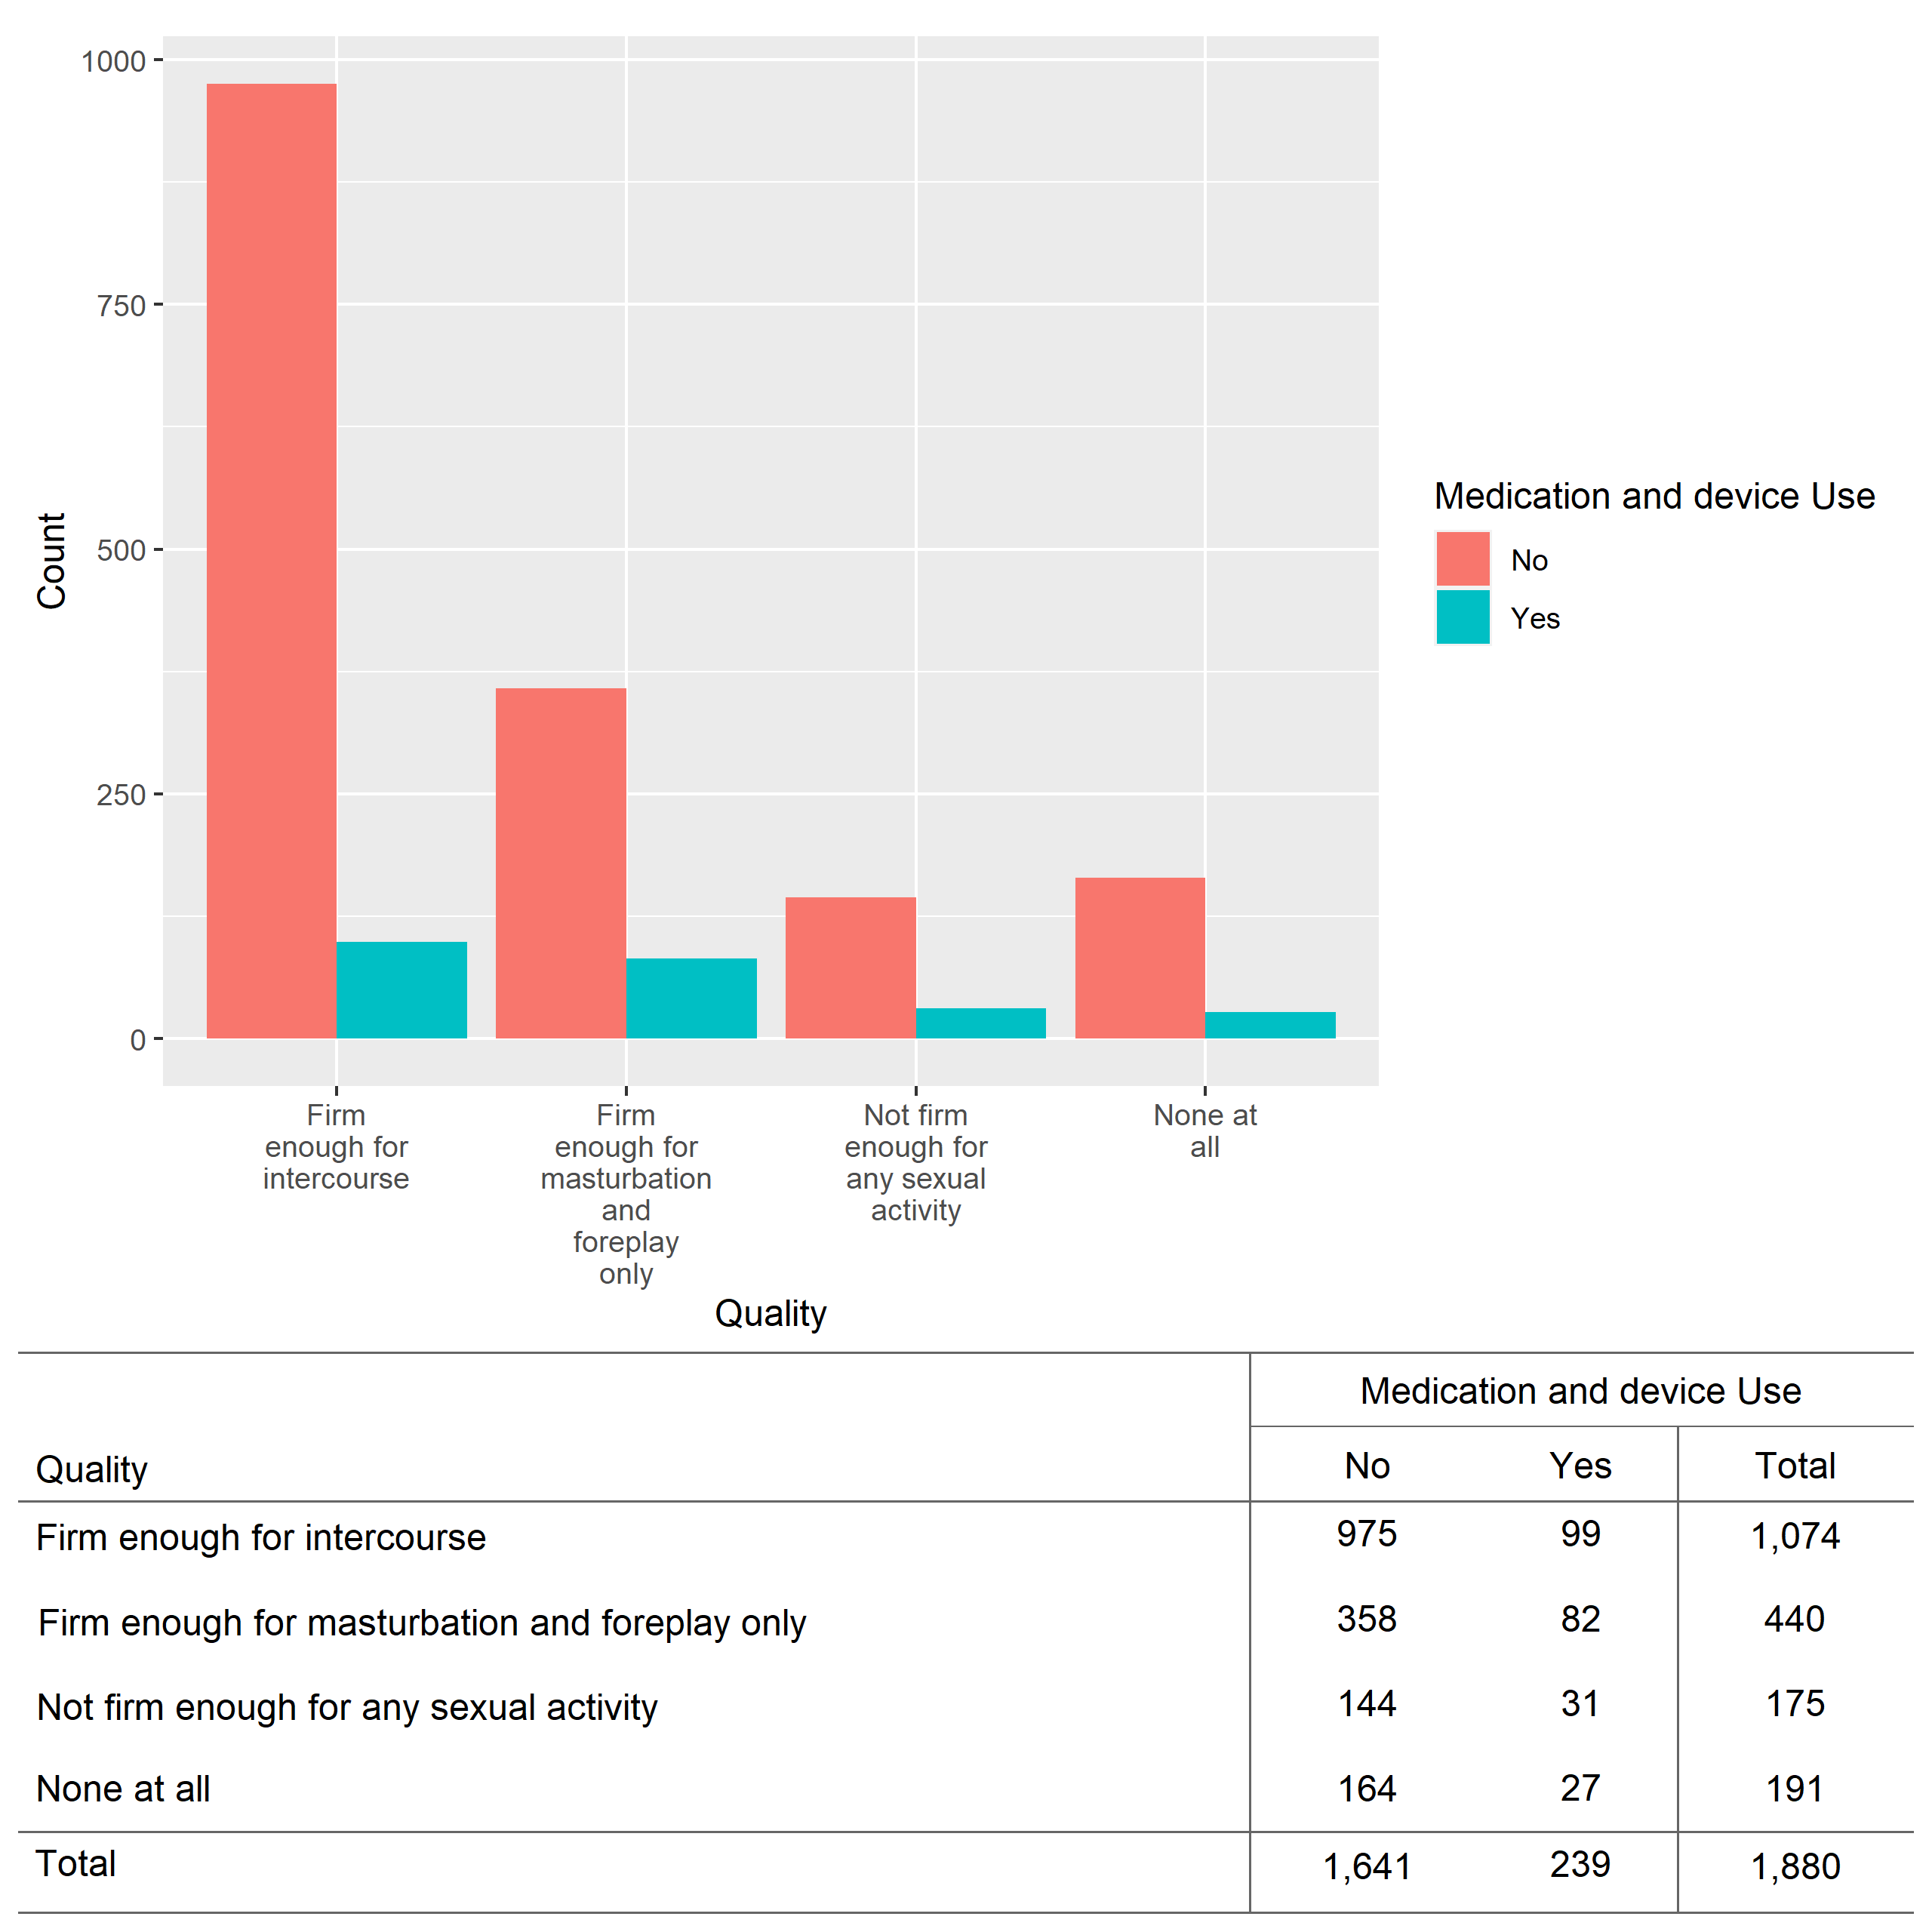 1000
750
500
250
0
Count
Firm
enough for
intercourse
Firm
enough for
masturbation
and
foreplay
only
Not firm
enough for
any sexual
activity
None at
all
Quality
Medication and device Use
No
Yes
Medication and device Use
Quality No Yes Total
Firm enough for intercourse 975 99 1,074
Firm enough for masturbation and foreplay only 358 82 440
Not firm enough for any sexual activity 144 31 175
None at all 164 27 191
Total 1,641 239 1,880